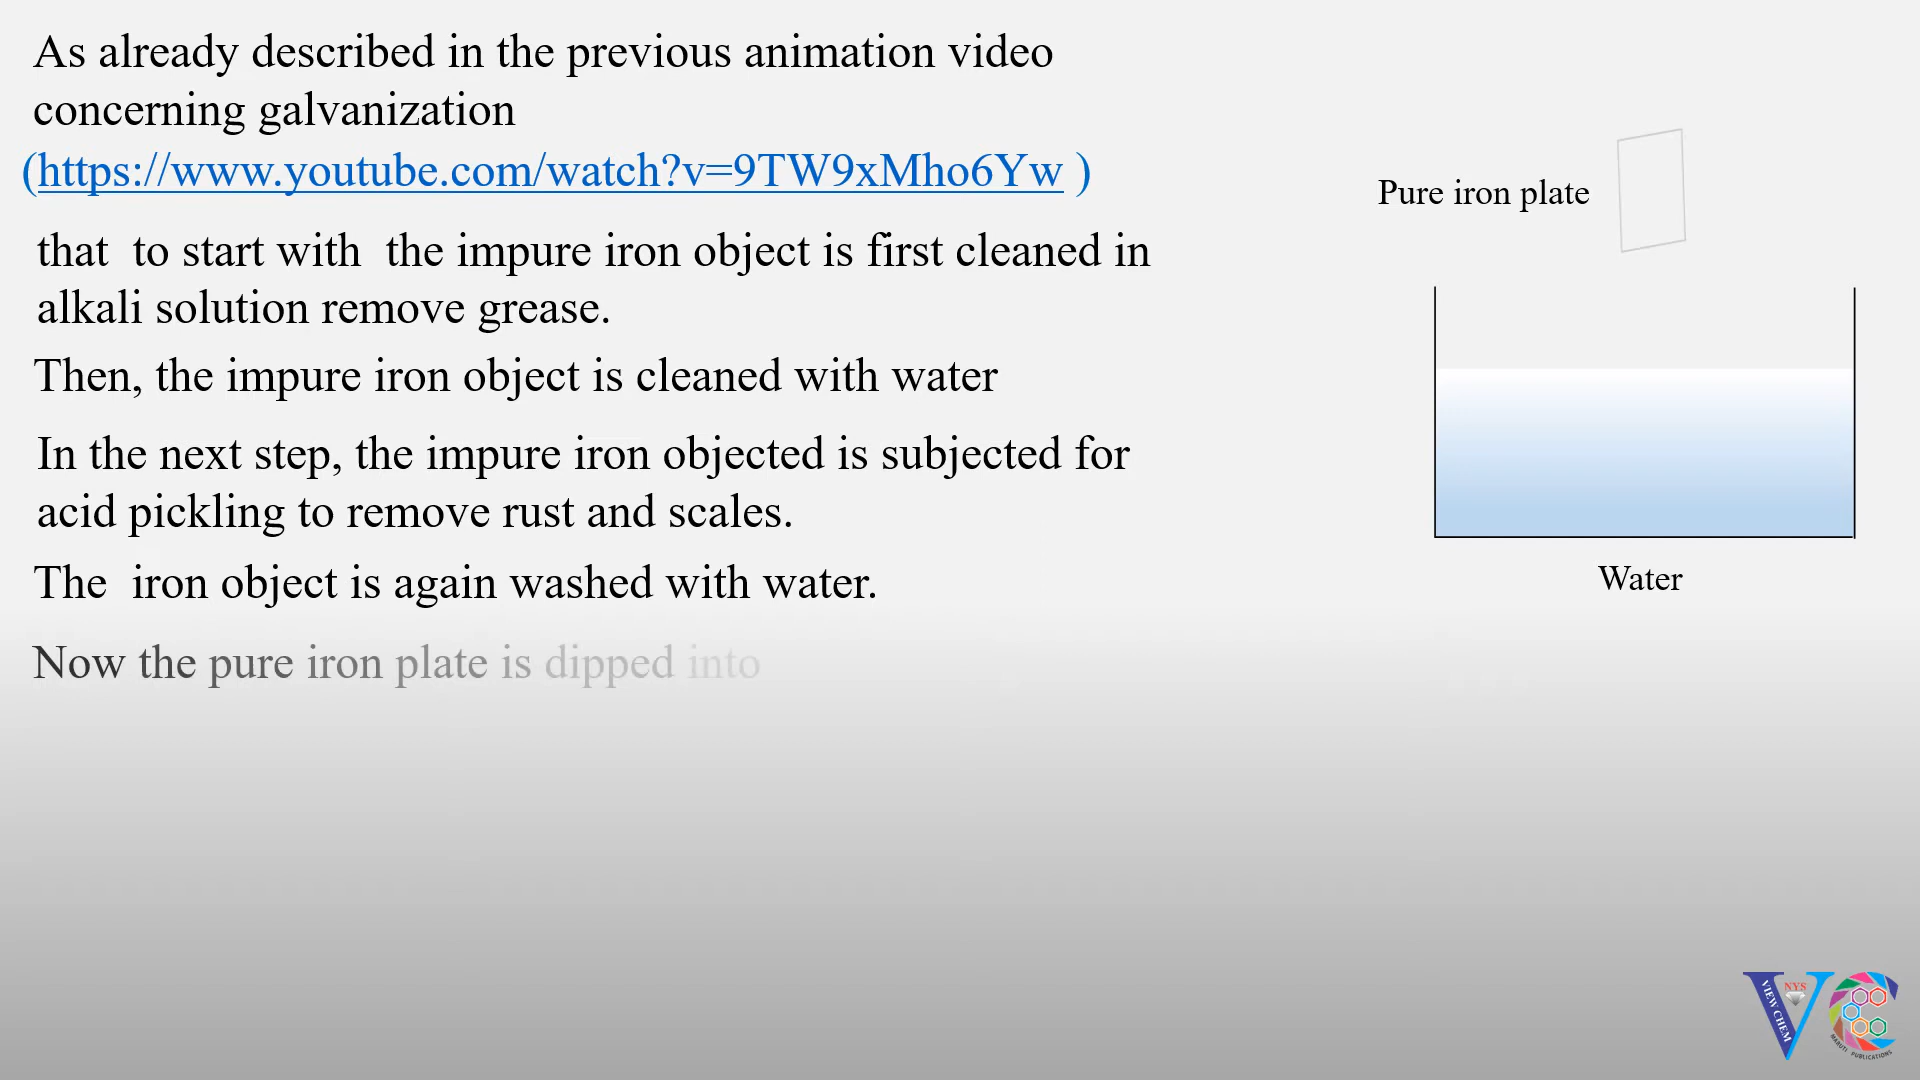 As already described in the previous animation video
concerning galvanization
(https://www.youtube.com/watch?v=9TW9xMho6Yw )
that to start with the impure iron object is first cleaned in
alkali solution remove grease.
Then, the impure iron object is cleaned with water
In the next step, the impure iron objected is subjected for
acid pickling to remove rust and scales.
The iron object is again washed with water.
Now the pure iron plate is dipped into
Pure iron plate
Water
VIEW CHEM
NYS